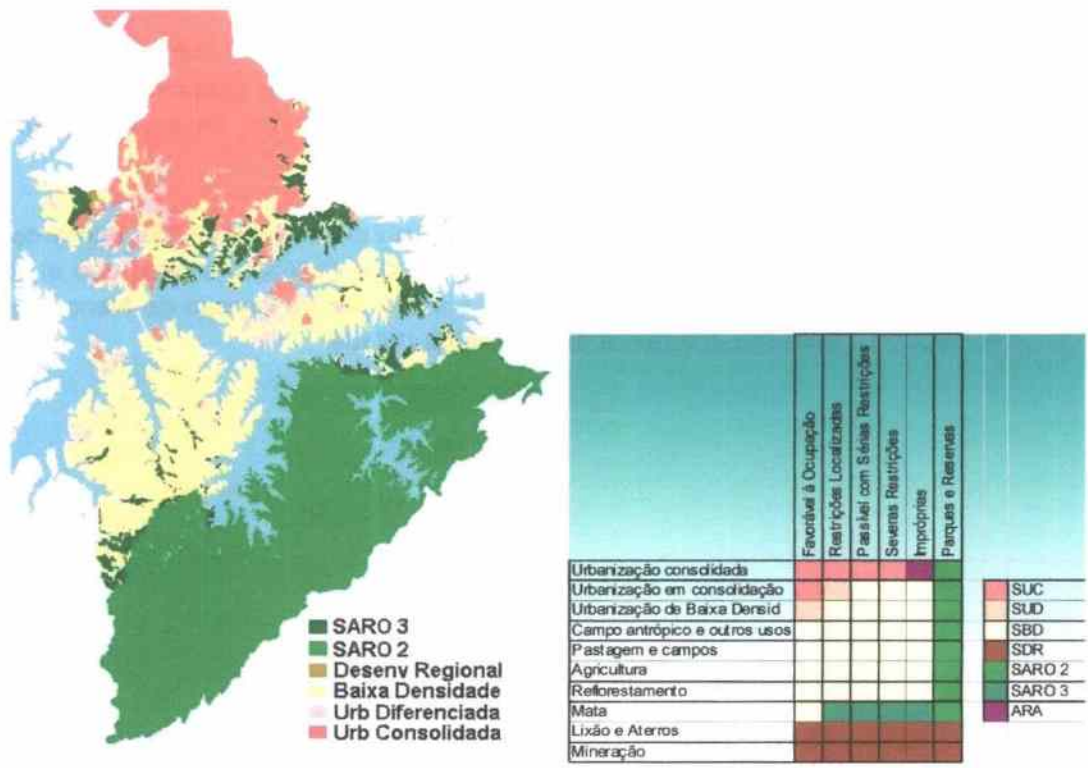 SARO 3
SARO 2
Desenv Regional
Baixa Densidade
Urb Diferenciada
Urb Consolidada
Favorável à Ocupação
Restrições Localizadas
Passível com Sérias Restrições
Severas Restrições
Impróprias
Parques e Reservas
Urbanização consolidada
Urbanização em consolidação
Urbanização de Baixa Densid
Campo antrópico e outros usos
Pastagem e campos
Agricultura
Reflorestamento
Mata
Lixão e Aterros
Mineração
SUC
SUD
SBD
SDR
SARO 2
SARO 3
ARA